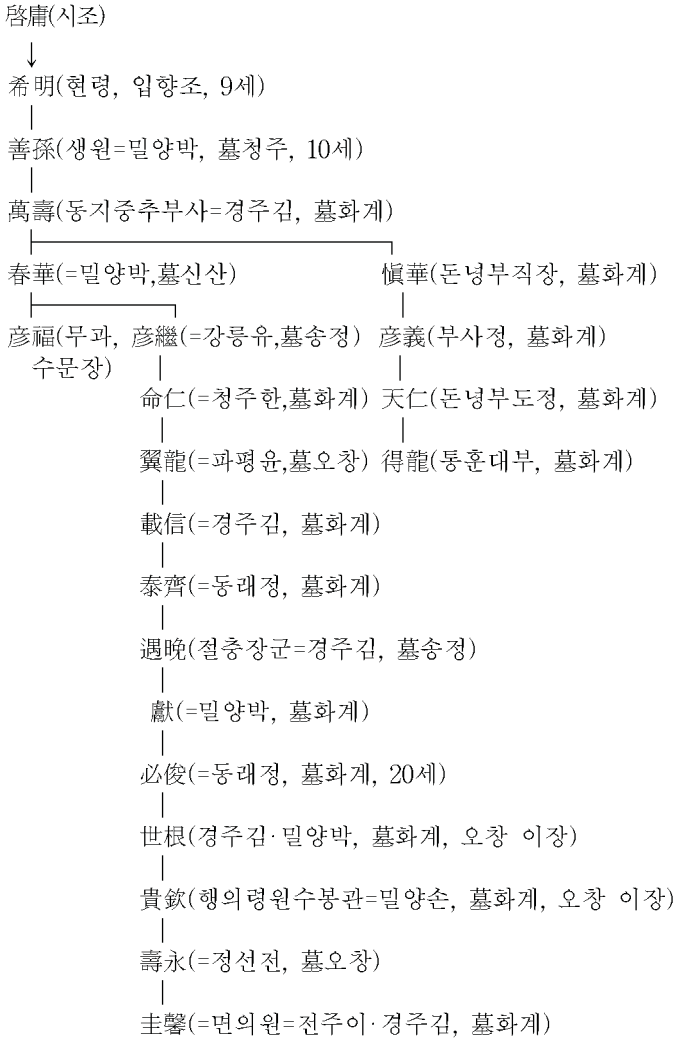 啓庸(시조)
希明(현령, 입향조, 9세)
善孫(생원=밀양박, 墓청주, 10세)
萬壽(동지중추부사=경주김, 墓화계)
春華(=밀양박,墓신산) 愼華(돈녕부직장, 墓화계)
彦福(무과, 彦繼(=강릉유,墓송정) 彦義(부사정, 墓화계)
수문장)
命仁(=청주한,墓화계) 天仁(돈녕부도정, 墓화계)
翼龍(=파평윤,墓오창) 得龍(통훈대부, 墓화계)
載信(=경주김, 墓화계)
泰齊(=동래정, 墓화계)
遇晩(절충장군=경주김, 墓송정)
獻(=밀양박, 墓화계)
必俊(=동래정, 墓화계, 20세)
世根(경주김·밀양박, 墓화계, 오창 이장)
貴欽(행의령원수봉관=밀양손, 墓화계, 오창 이장)
壽永(=정선전, 墓오창)
圭馨(=면의원=전주이·경주김, 墓화계)